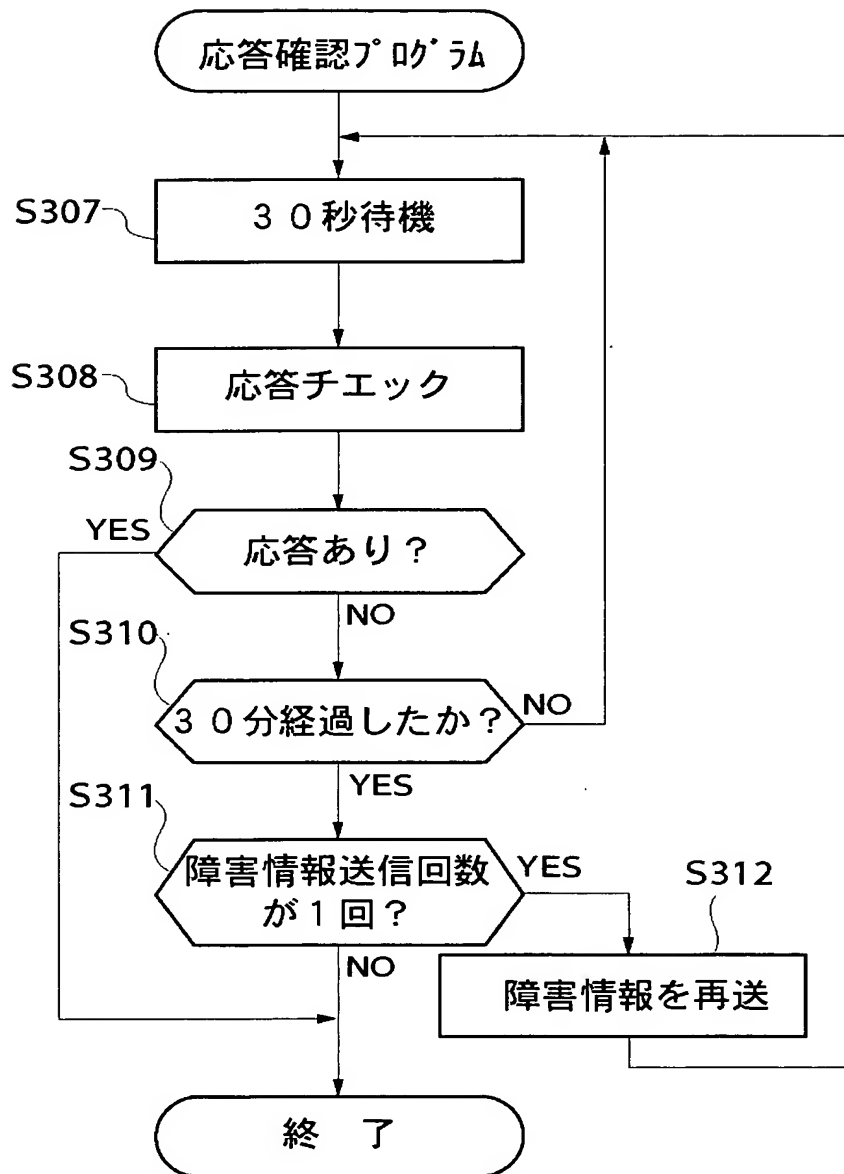 応答確認プログラム
S307
３０秒待機
S308
応答チエック
S309
YES
応答あり？
NO
S310
３０分経過したか？
NO
YES
S311
障害情報送信回数
が１回？
YES
S312
NO
障害情報を再送
終 了